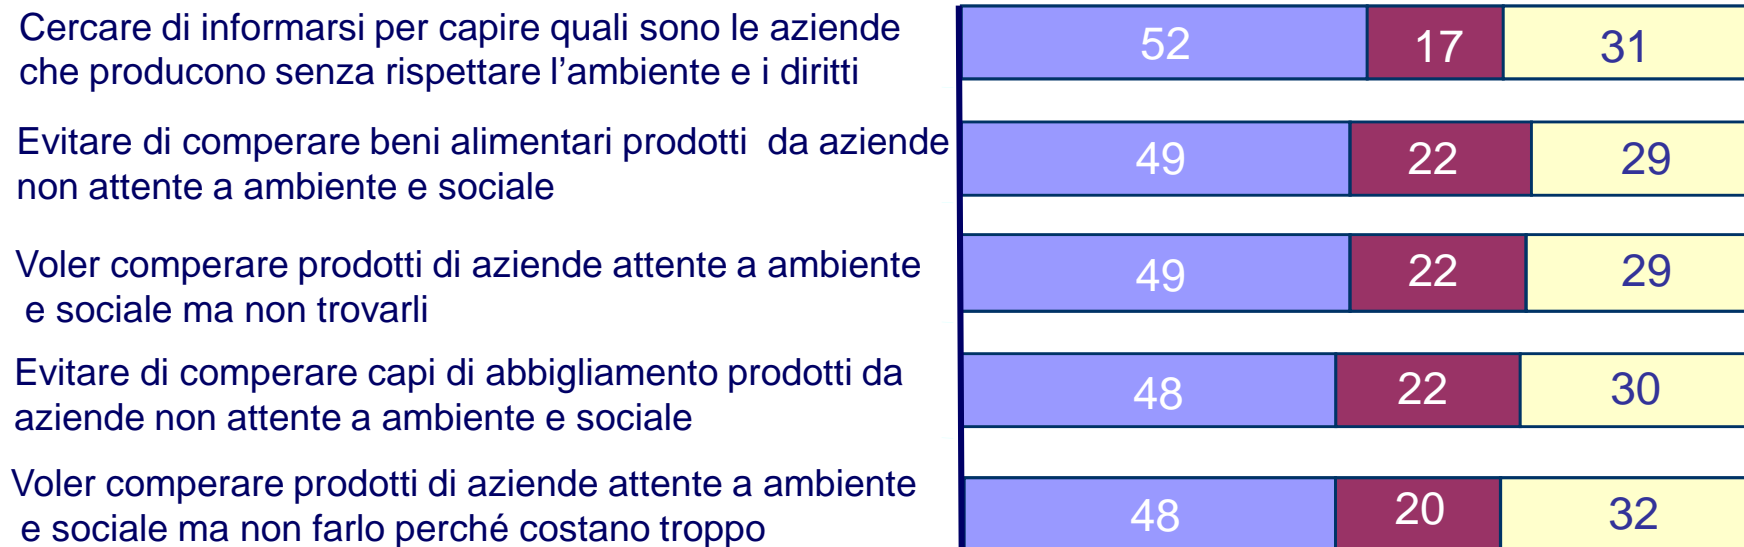 Cercare di informarsi per capire quali sono le aziende
che producono senza rispettare l’ambiente e i diritti
52 17 31
Evitare di comperare beni alimentari prodotti da aziende
non attente a ambiente e sociale
49 22 29
Voler comperare prodotti di aziende attente a ambiente
e sociale ma non trovarli
49 22 29
Evitare di comperare capi di abbigliamento prodotti da
aziende non attente a ambiente e sociale
48 22 30
Voler comperare prodotti di aziende attente a ambiente
e sociale ma non farlo perché costano troppo
48 20 32